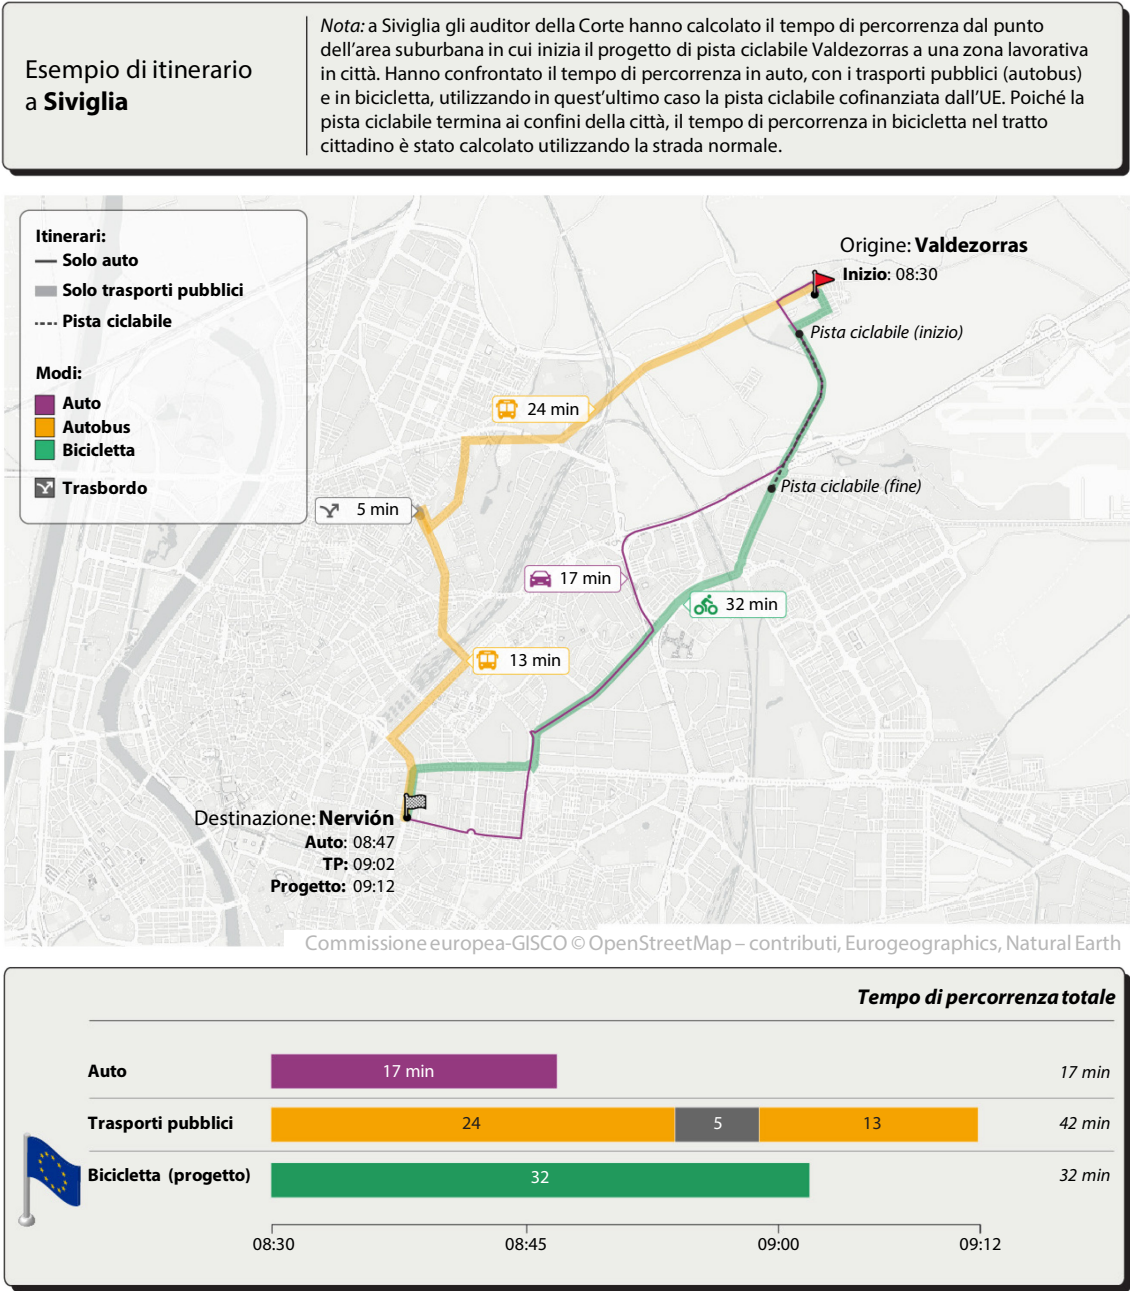 Esempio di itinerario
a Siviglia
Nota: a Siviglia gli auditor della Corte hanno calcolato il tempo di percorrenza dal punto
dell'area suburbana in cui inizia il progetto di pista ciclabile Valdezorras a una zona lavorativa
in città. Hanno confrontato il tempo di percorrenza in auto, con i trasporti pubblici (autobus)
e in bicicletta, utilizzando in quest'ultimo caso la pista ciclabile cofinanziata dall'UE. Poiché la
pista ciclabile termina ai confini della città, il tempo di percorrenza in bicicletta nel tratto
cittadino è stato calcolato utilizzando la strada normale.
Itinerari:
Solo auto
Solo trasporti pubblici
Pista ciclabile
Modi:
Auto
Autobus
Bicicletta
Trasbordo
Origine: Valdezorras
Inizio: 08:30
Pista ciclabile (inizio)
24 min
Pista ciclabile (fine)
5 min
17 min
32 min
13 min
Destinazione: Nervión
Auto: 08:47
TP: 09:02
Progetto: 09:12
Commissione europea-GISCO © OpenStreetMap – contributi, Eurogeographics, Natural Earth
Tempo di percorrenza totale
Auto 17 min 17 min
Trasporti pubblici 24 5 13 42 min
Bicicletta (progetto) 32 32 min
08:30 08:45 09:00 09:12